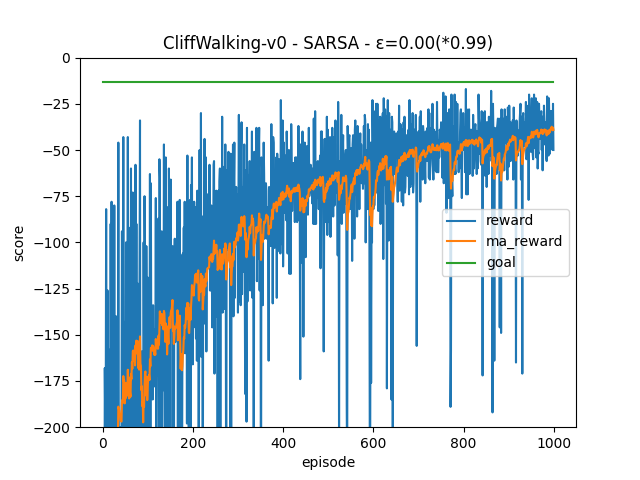 CliffWalking-v0 - SARSA - ε=0.00(*0.99)
0
−25
−50
−75
−100
−125
−150
−175
−200
score
reward
ma_reward
goal
0 200 400 600 800 1000
episode